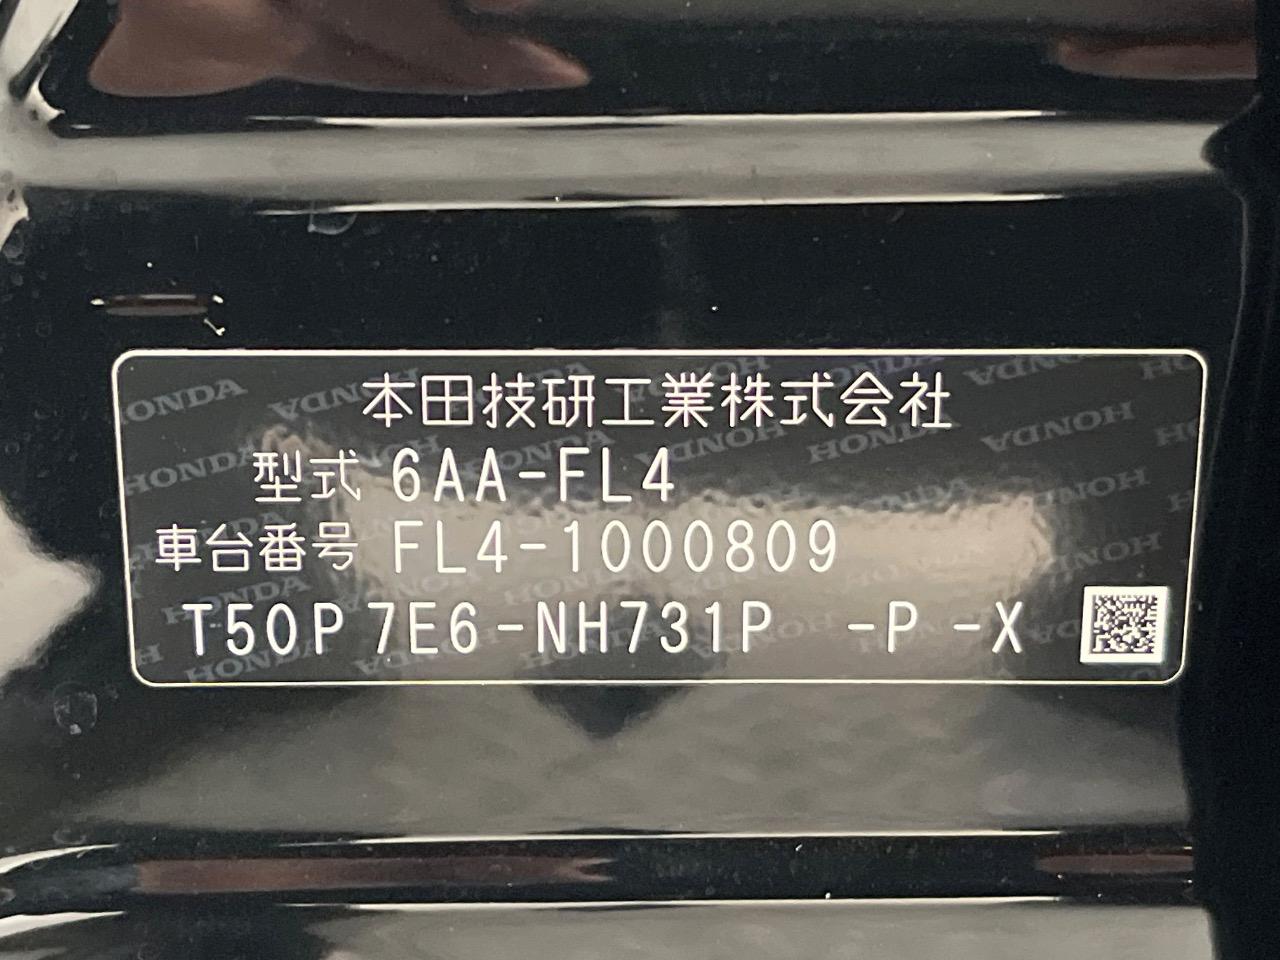 本田技研工業株式会社
型式 6AA-FL4
車台番号 FL4-1000809
T50P 7E6-NH731P -P -X